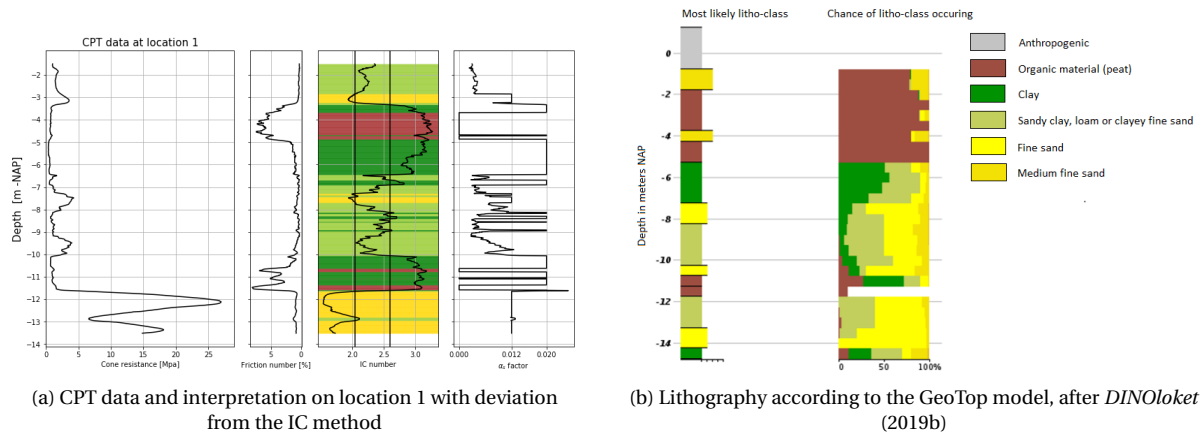 CPT data at location 1
Depth [m -NAP]
−2
−3
−4
−5
−6
−7
−8
−9
−10
−11
−12
−13
−14
0 5 10 15 20 25
Cone resistance [Mpa]
10 5 0
Friction number [%]
2.0 2.5 3.0
IC number
0.000 0.012 0.020
αs factor
(a) CPT data and interpretation on location 1 with deviation
from the IC method
Most likely litho-class
Chance of litho-class occuring
Depth in meters NAP
0
-2
-4
-6
-8
-10
-12
-14
0 50 100%
Anthropogenic
Organic material (peat)
Clay
Sandy clay, loam or clayey fine sand
Fine sand
Medium fine sand
(b) Lithography according to the GeoTop model, after DINOloket
(2019b)